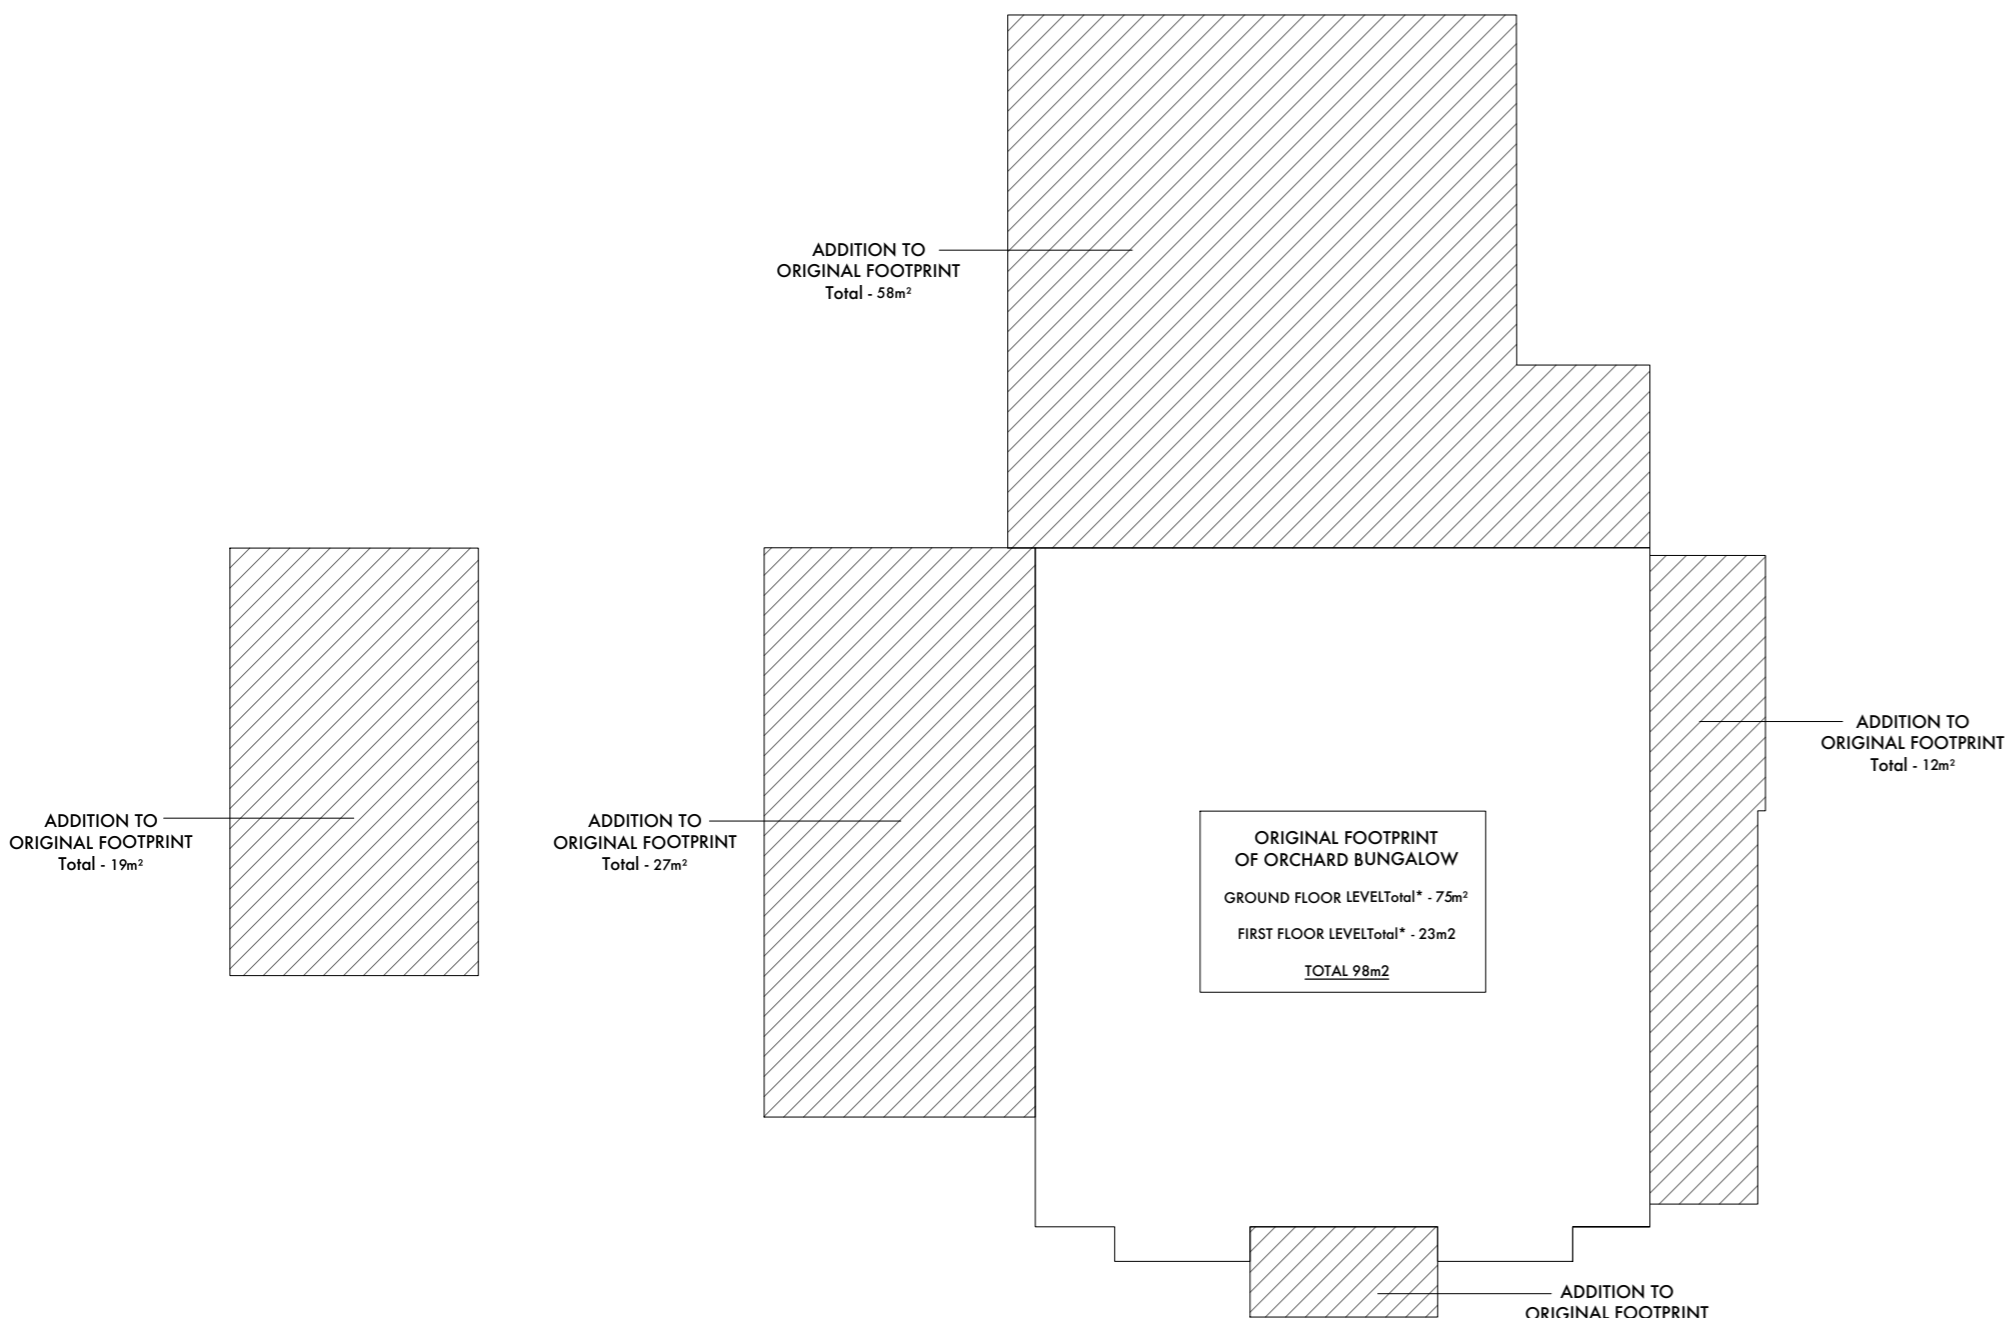 ADDITION TO
ORIGINAL FOOTPRINT
Total - 58m²
ADDITION TO
ORIGINAL FOOTPRINT
Total - 12m²
ADDITION TO
ORIGINAL FOOTPRINT
Total - 19m²
ADDITION TO
ORIGINAL FOOTPRINT
Total - 27m²
ORIGINAL FOOTPRINT
OF ORCHARD BUNGALOW
GROUND FLOOR LEVELTotal* - 75m²
FIRST FLOOR LEVELTotal* - 23m2
TOTAL 98m2
ADDITION TO
ORIGINAL FOOTPRINT